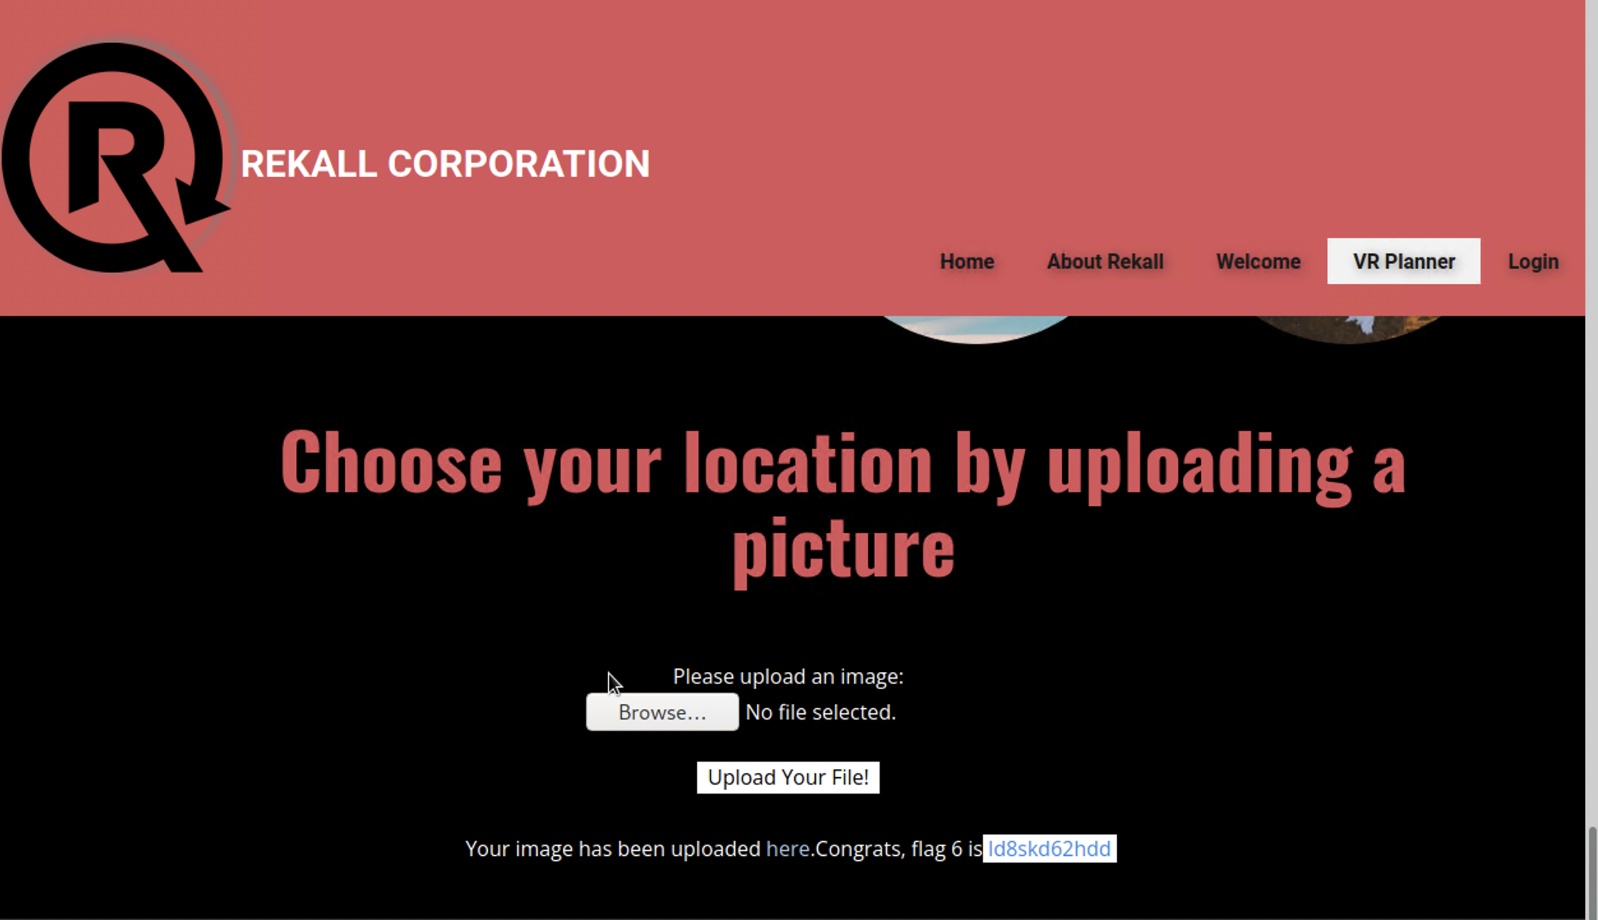 R
REKALL CORPORATION
Home About Rekall Welcome VR Planner Login
Choose your location by uploading a
picture
Please upload an image:
Browse... No file selected.
Upload Your File!
Your image has been uploaded here.Congrats, flag 6 is ld8skd62hdd